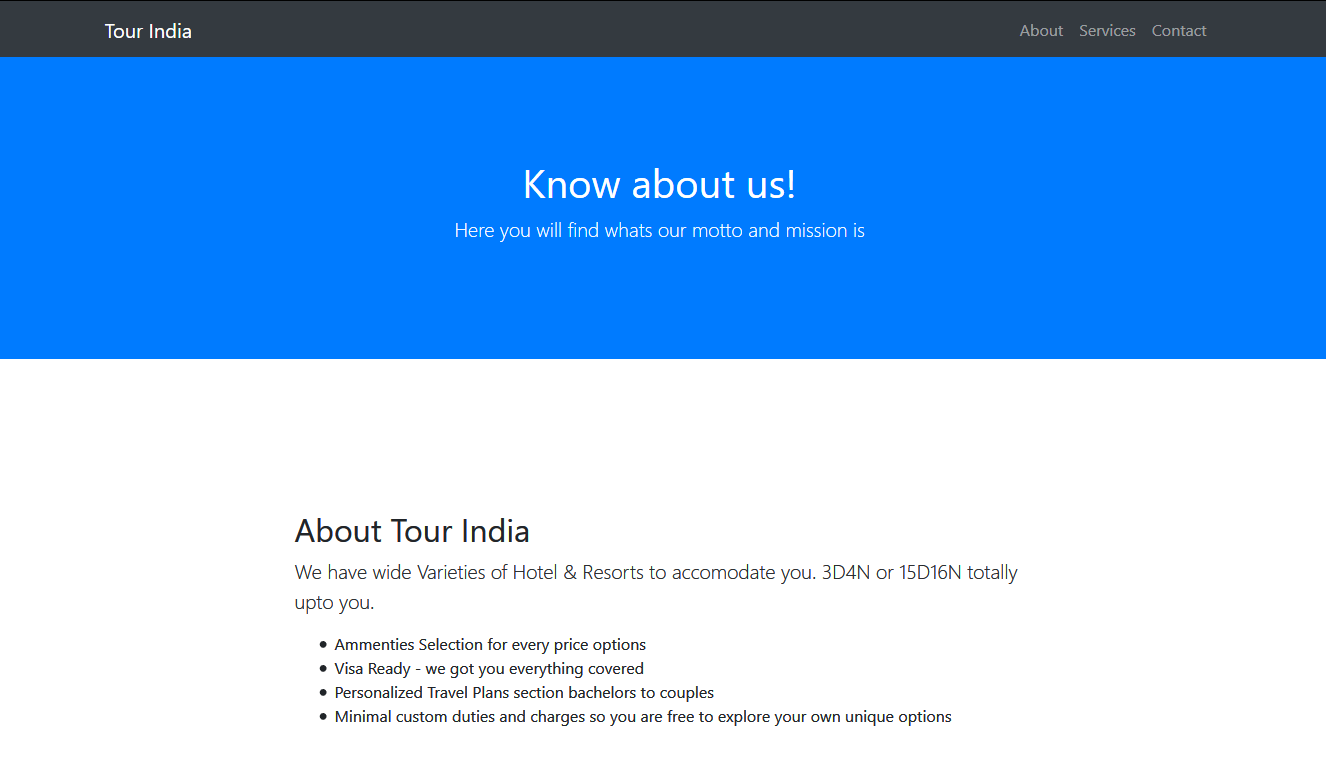 Tour India
About Services Contact
Know about us!
Here you will find whats our motto and mission is
About Tour India
We have wide Varieties of Hotel & Resorts to accomodate you. 3D4N or 15D16N totally
upto you.
Ammenties Selection for every price options
Visa Ready - we got you everything covered
Personalized Travel Plans section bachelors to couples
Minimal custom duties and charges so you are free to explore your own unique options